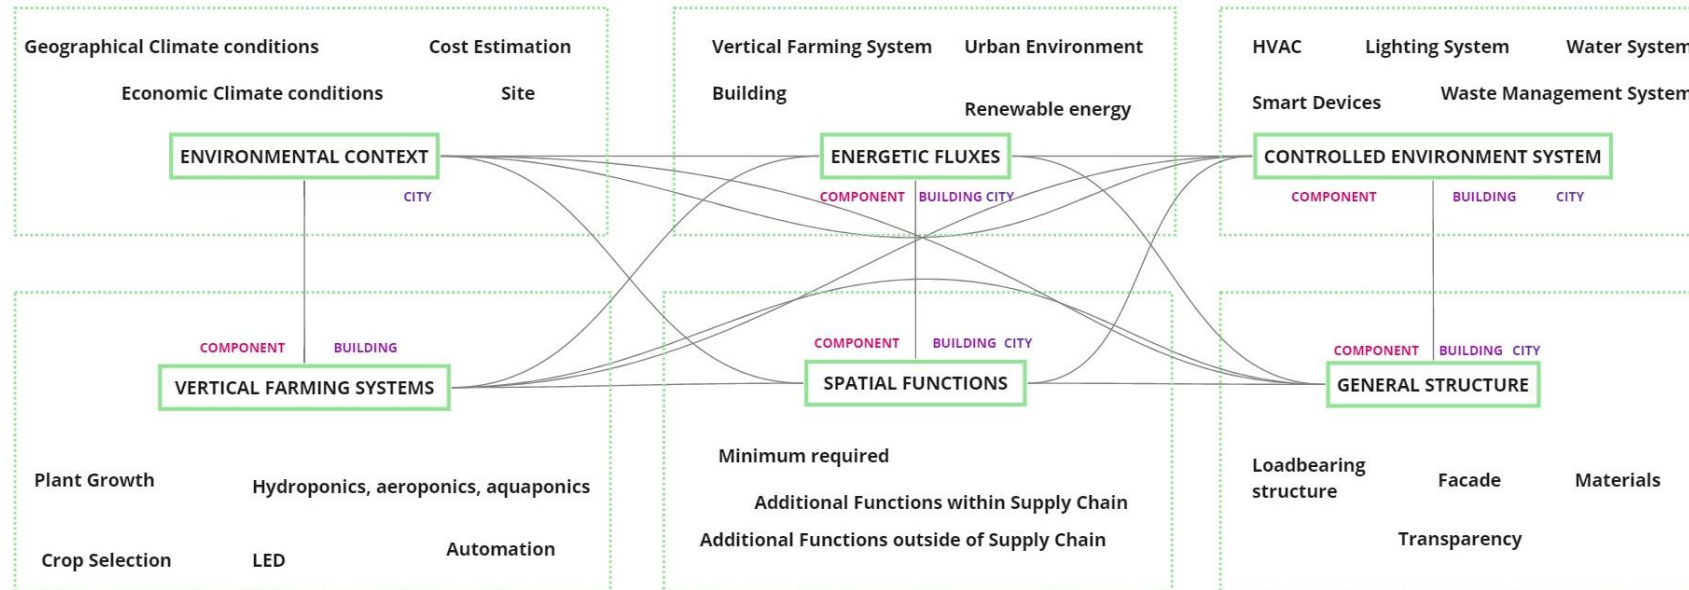 Geographical Climate conditions
Cost Estimation
Economic Climate conditions
Site
ENVIRONMENTAL CONTEXT
CITY
Vertical Farming System
Urban Environment
Building
Renewable energy
ENERGETIC FLUXES
COMPONENT
BUILDING
CITY
HVAC
Lighting System
Water System
Smart Devices
Waste Management System
CONTROLLED ENVIRONMENT SYSTEM
COMPONENT
BUILDING
CITY
COMPONENT
BUILDING
VERTICAL FARMING SYSTEMS
Plant Growth
Hydroponics, aeroponics, aquaponics
Crop Selection
LED
Automation
COMPONENT
BUILDING
CITY
SPATIAL FUNCTIONS
Minimum required
Additional Functions within Supply Chain
Additional Functions outside of Supply Chain
COMPONENT
BUILDING
CITY
GENERAL STRUCTURE
Loadbearing
structure
Facade
Materials
Transparency